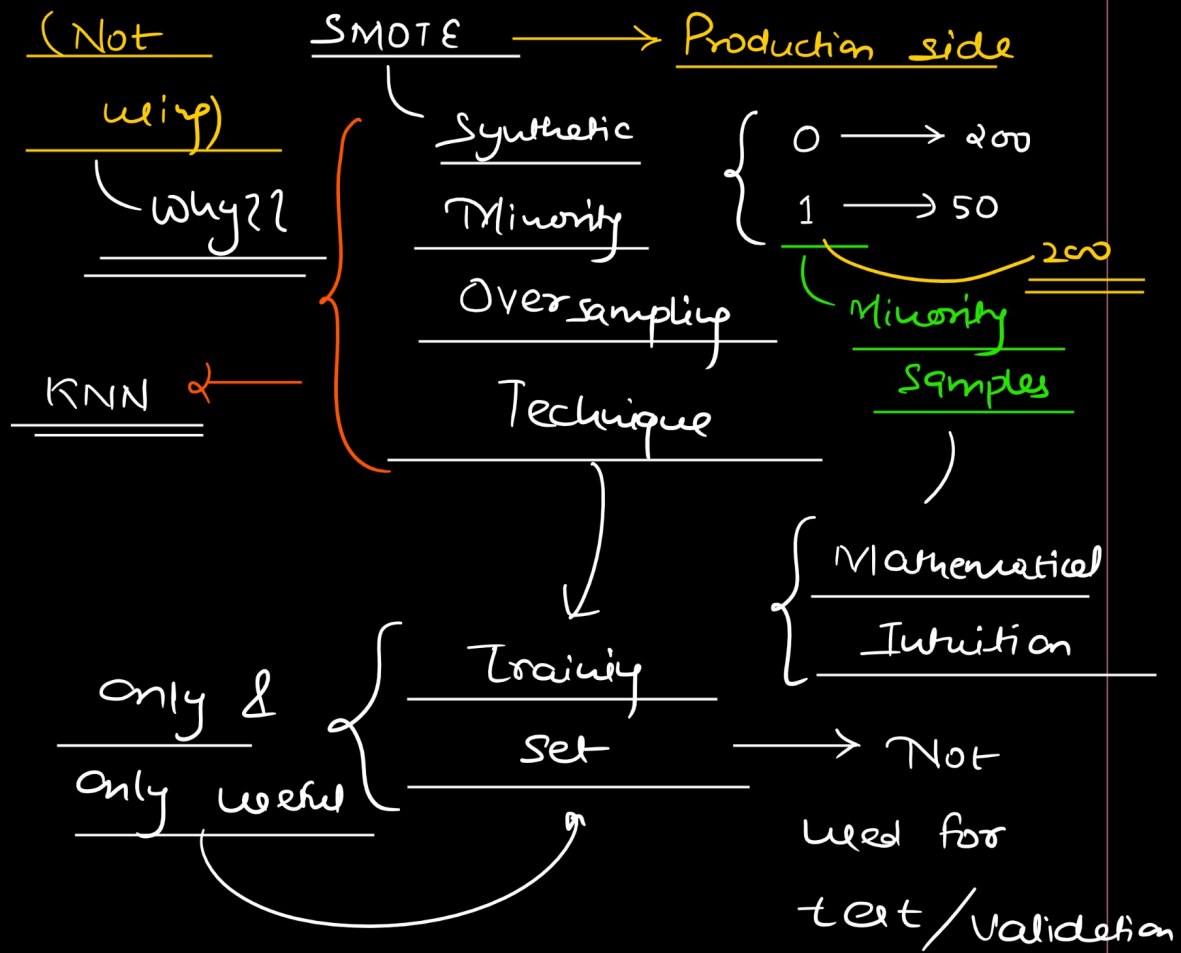 (Not
using)
Why??
KNN
SMOTE → Production side
Synthetic
Minority
Oversampling
Technique
0 → 200
1 → 50
200
Minority
Samples
Mathematical
Intuition
Only &
Only useful
Training
Set → Not
used for
test/validation